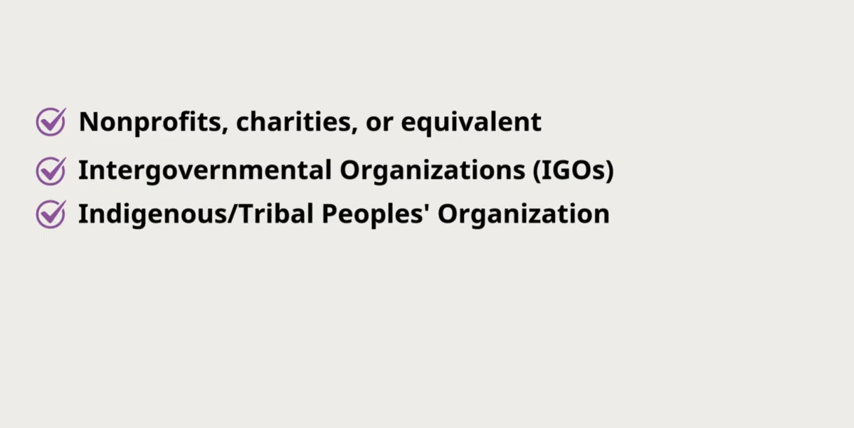 Nonprofits, charities, or equivalent
Intergovernmental Organizations (IGOs)
Indigenous/Tribal Peoples' Organization